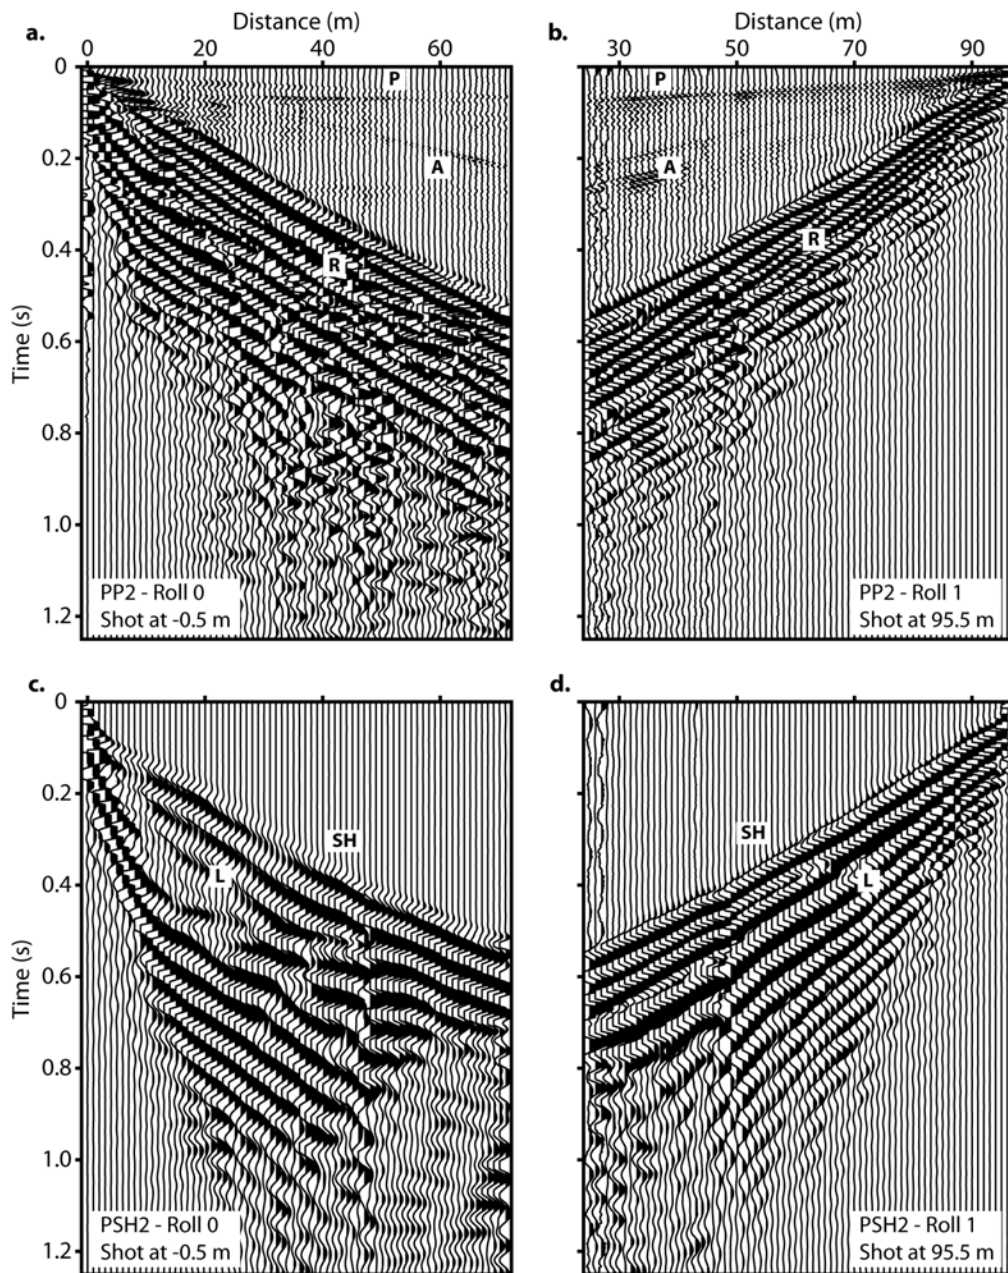 a.
Distance (m)
0 20 40 60
b.
Distance (m)
30 50 70 90
Time (s)
0
0.2
0.4
0.6
0.8
1.0
1.2
P
A
R
PP2 - Roll 0
Shot at -0.5 m
P
A
R
PP2 - Roll 1
Shot at 95.5 m
c.
d.
Time (s)
0
0.2
0.4
0.6
0.8
1.0
1.2
SH
L
PSH2 - Roll 0
Shot at -0.5 m
SH
L
PSH2 - Roll 1
Shot at 95.5 m